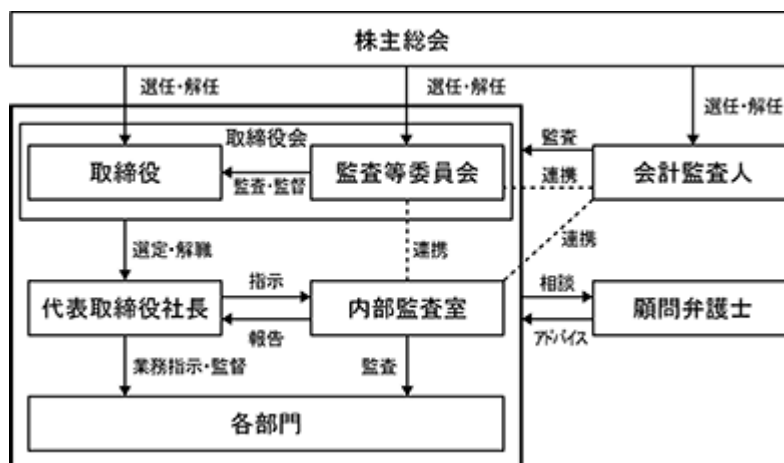 株主総会
選任・解任
選任・解任
選任・解任
取締役会
監査
取締役
監査等委員会
会計監査人
監査・監督
連携
選定・解職
連携
連携
指示
相談
代表取締役社長
内部監査室
顧問弁護士
報告
アドバイス
業務指示・監督
監査
各部門